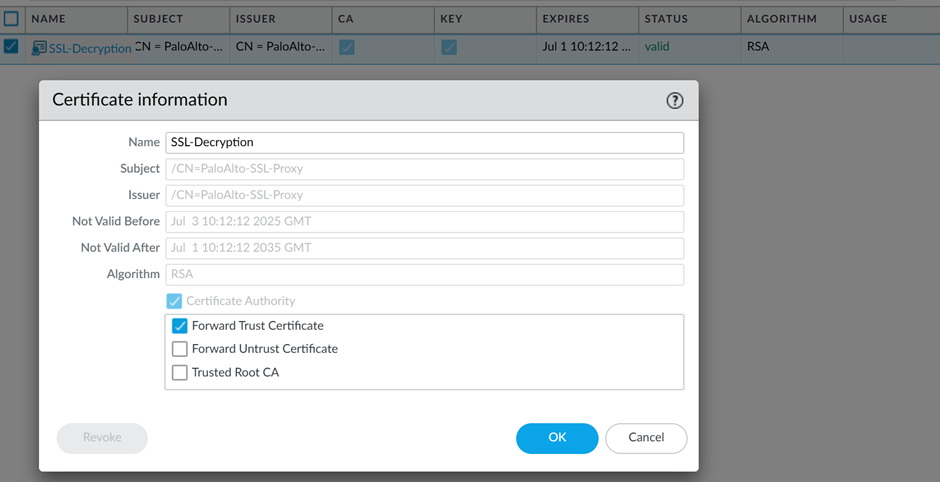 NAME SUBJECT ISSUER CA KEY EXPIRES STATUS ALGORITHM USAGE
SSL-Decryption CN = PaloAlto-... CN = PaloAlto-... Jul 1 10:12:12 ... valid RSA
Certificate information ?
Name SSL-Decryption
Subject /CN=PaloAlto-SSL-Proxy
Issuer /CN=PaloAlto-SSL-Proxy
Not Valid Before Jul 3 10:12:12 2025 GMT
Not Valid After Jul 1 10:12:12 2035 GMT
Algorithm RSA
Certificate Authority
Forward Trust Certificate
Forward Untrust Certificate
Trusted Root CA
Revoke OK Cancel